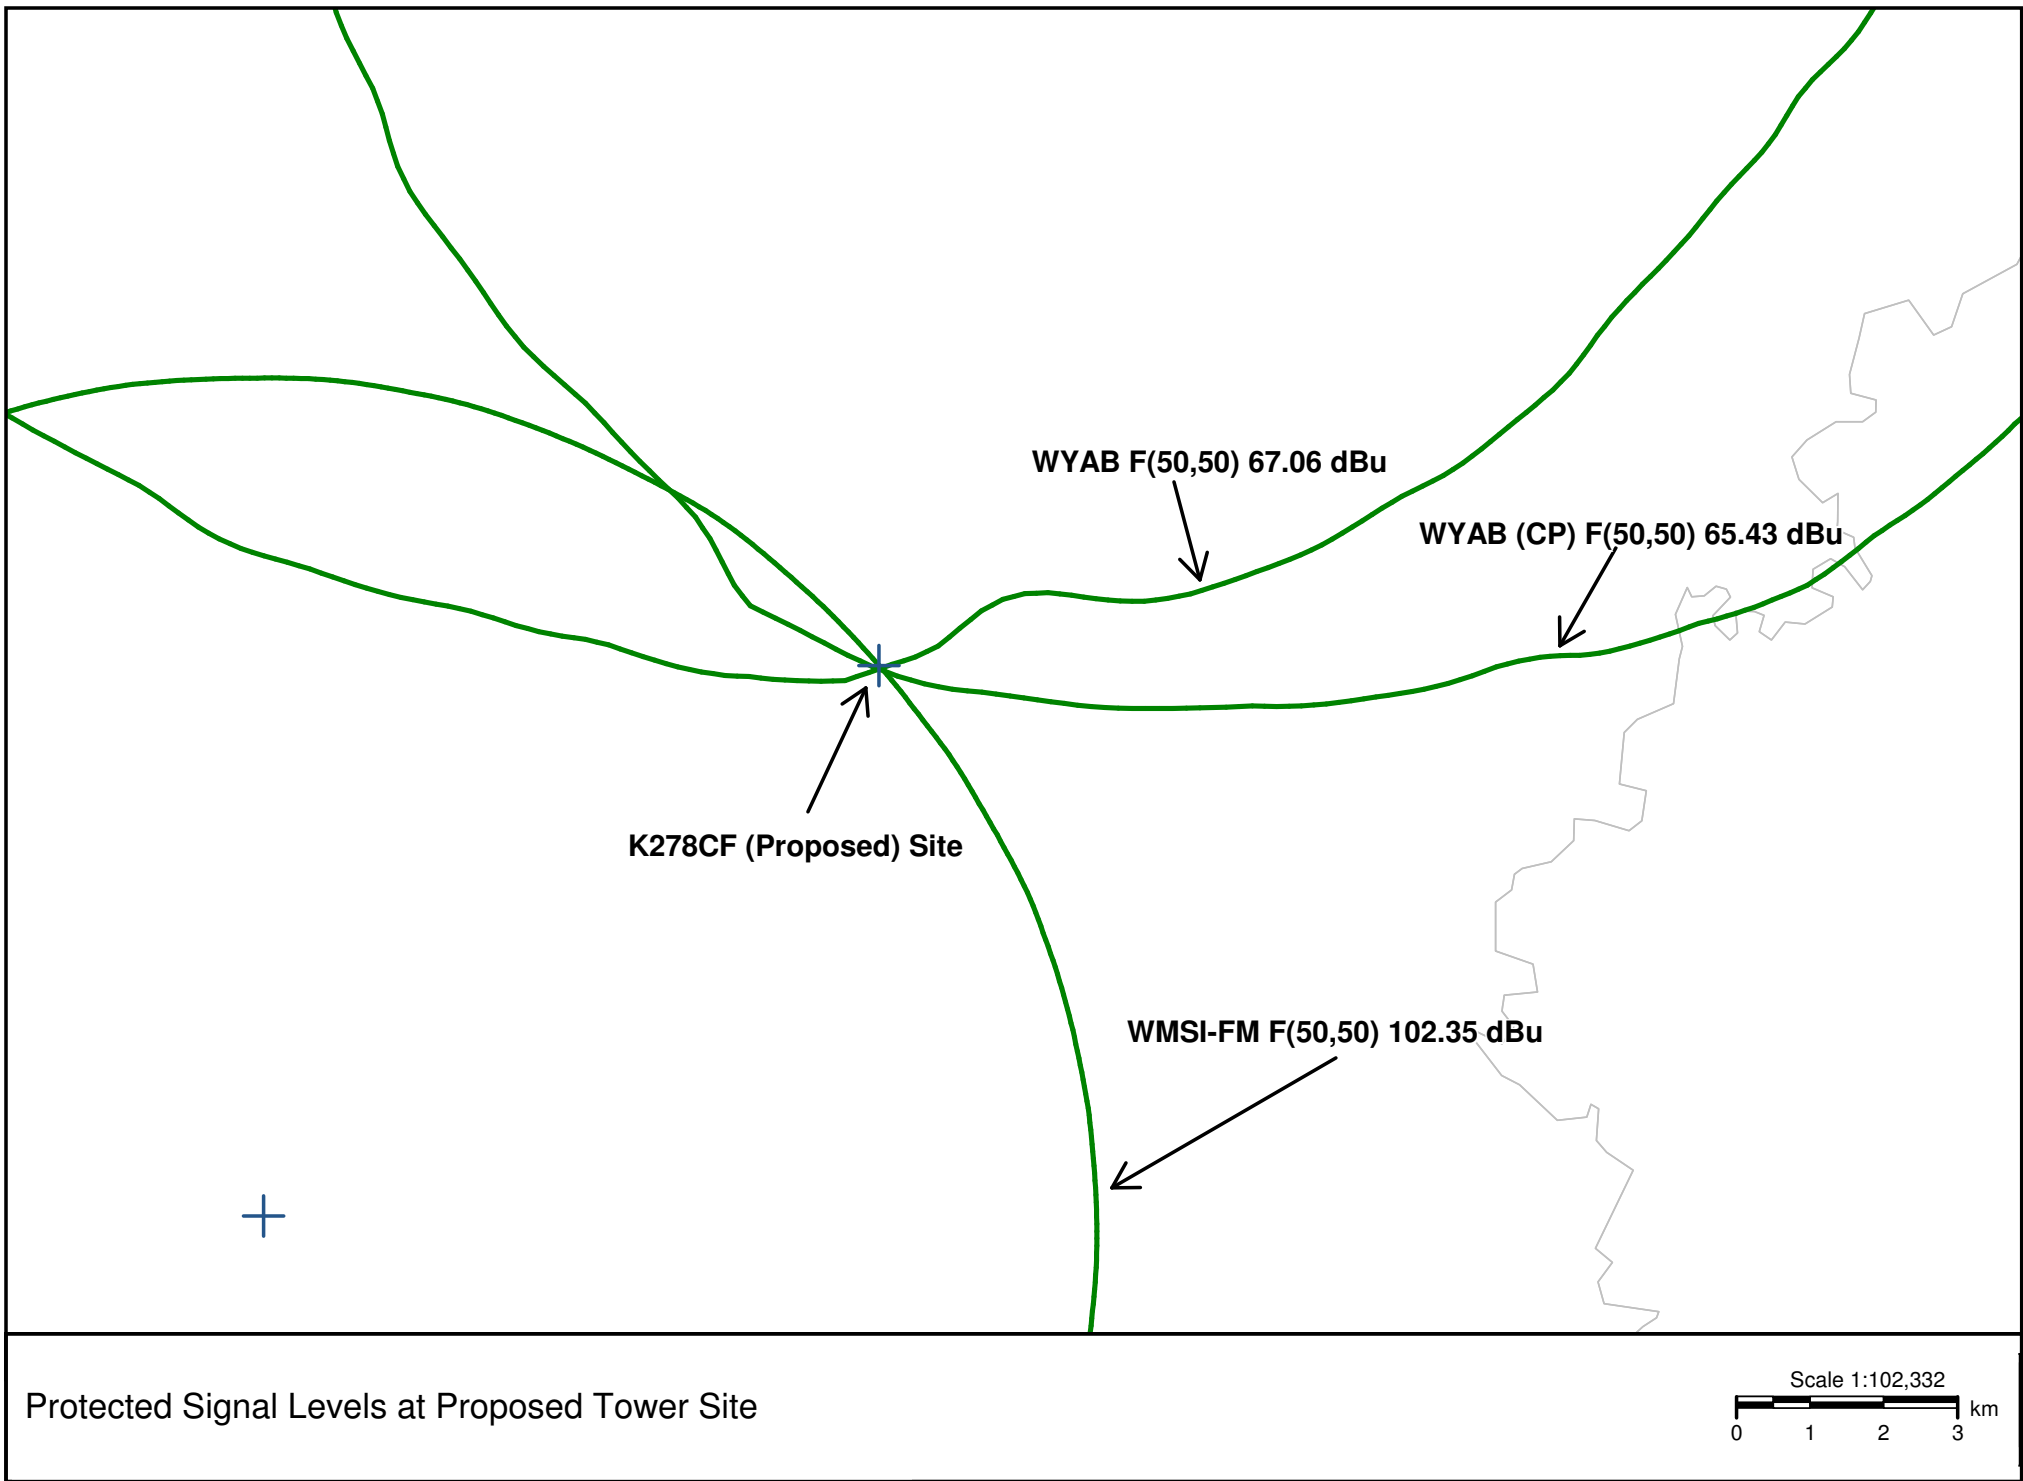 WYAB F(50,50) 67.06 dBu
WYAB (CP) F(50,50) 65.43 dBu
K278CF (Proposed) Site
WMSI-FM F(50,50) 102.35 dBu
Protected Signal Levels at Proposed Tower Site
Scale 1:102,332
km
0 1 2 3